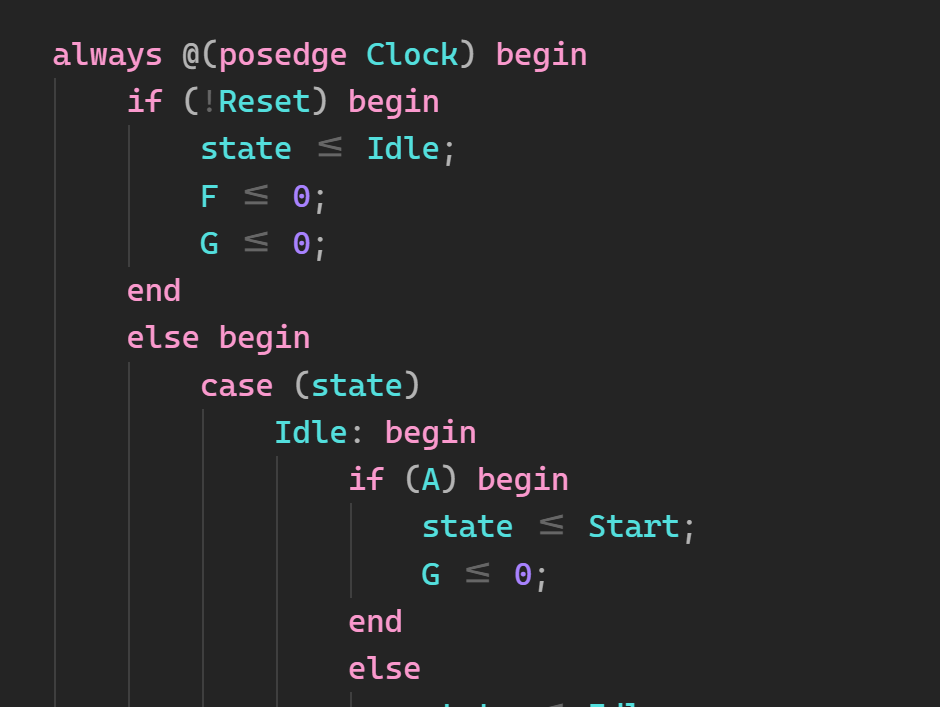 always @(posedge Clock) begin
if (!Reset) begin
state <= Idle;
F <= 0;
G <= 0;
end
else begin
case (state)
Idle: begin
if (A) begin
state <= Start;
G <= 0;
end
else